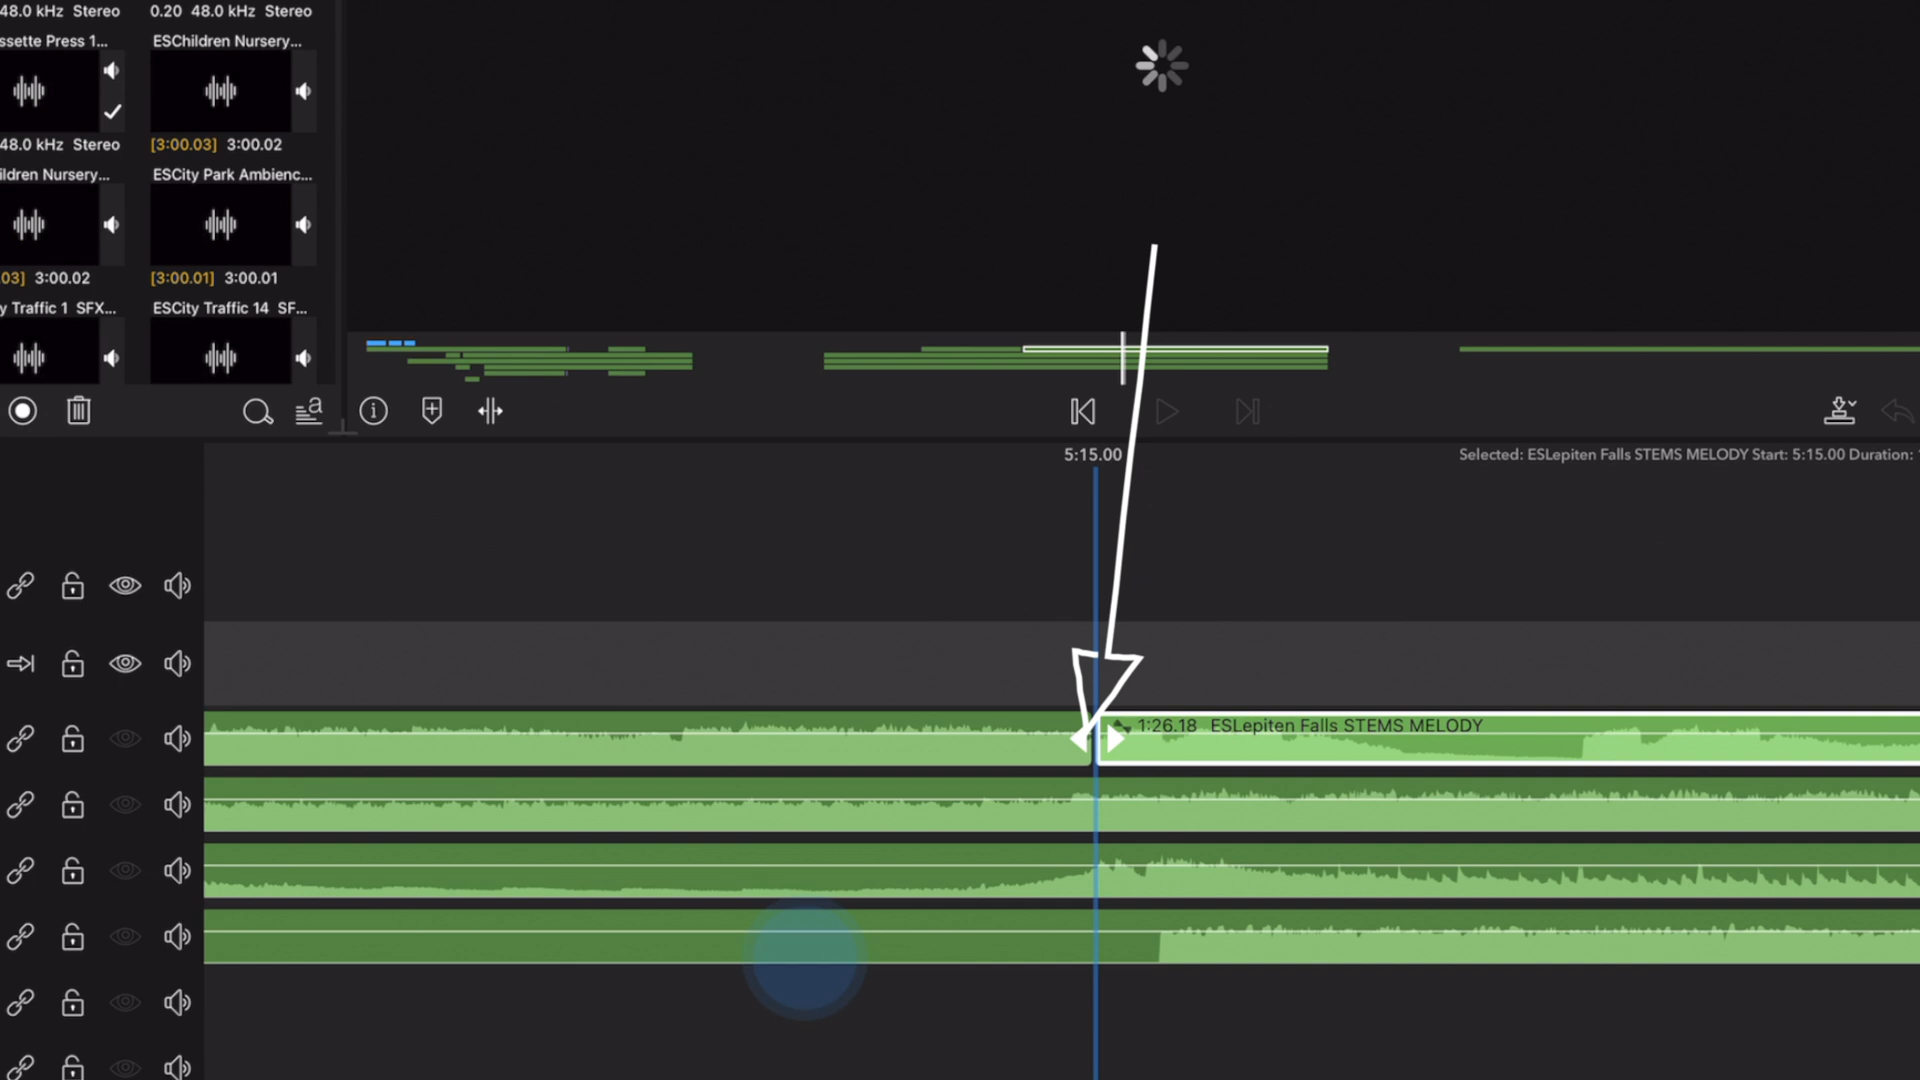 48.0 kHz Stereo
0.20 48.0 kHz Stereo
ssette Press 1...
ESChildren Nursery...
48.0 kHz Stereo
[3:00.03] 3:00.02
ildren Nursery...
ESCity Park Ambienc...
03] 3:00.02
[3:00.01] 3:00.01
y Traffic 1 SFX...
ESCity Traffic 14 SF...
a
5:15.00
Selected: ESLepiten Falls STEMS MELODY Start: 5:15.00 Duration:
1:26.18 ESLepiten Falls STEMS MELODY